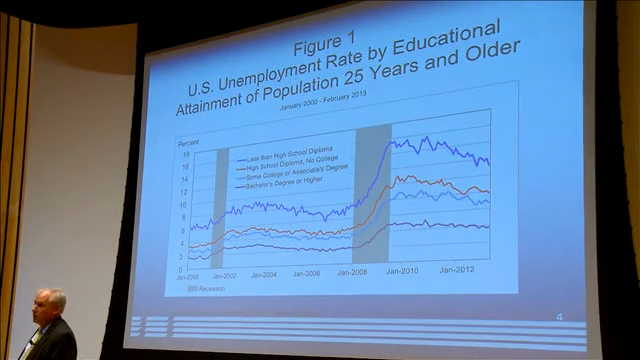 Figure 1
U.S. Unemployment Rate by Educational
Attainment of Population 25 Years and Older
January 2000 - February 2013
Percent
18
16
14
12
10
8
6
4
2
0
Less than High School Diploma
High School Diploma, No College
Some College or Associate's Degree
Bachelor's Degree or Higher
Jan-2000 Jan-2002 Jan-2004 Jan-2006 Jan-2008 Jan-2010 Jan-2012
Recession
4